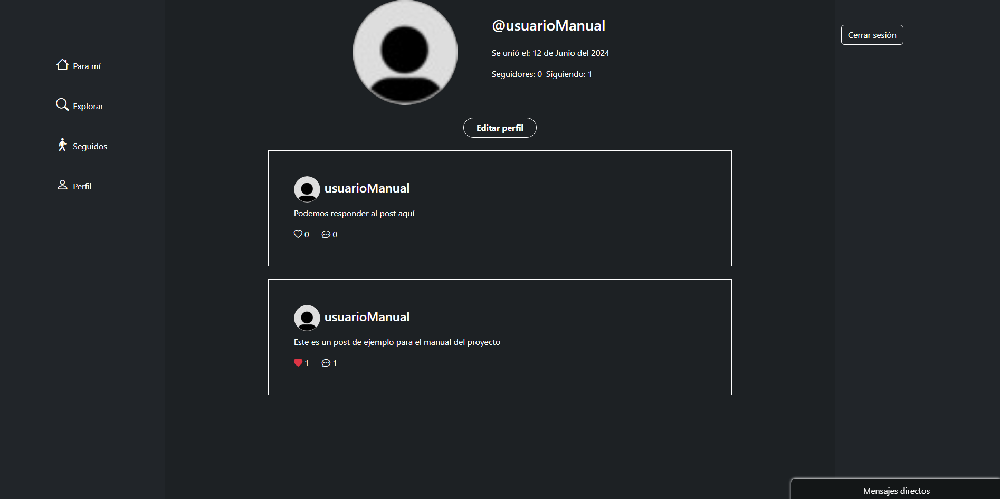 Para mí
Explorar
Seguidos
Perfil
@usuarioManual
Se unió el: 12 de Junio del 2024
Seguidores: 0 Siguiendo: 1
Editar perfil
usuarioManual
Podemos responder al post aquí
0 0
usuarioManual
Este es un post de ejemplo para el manual del proyecto
1 1
Cerrar sesión
Mensajes directos